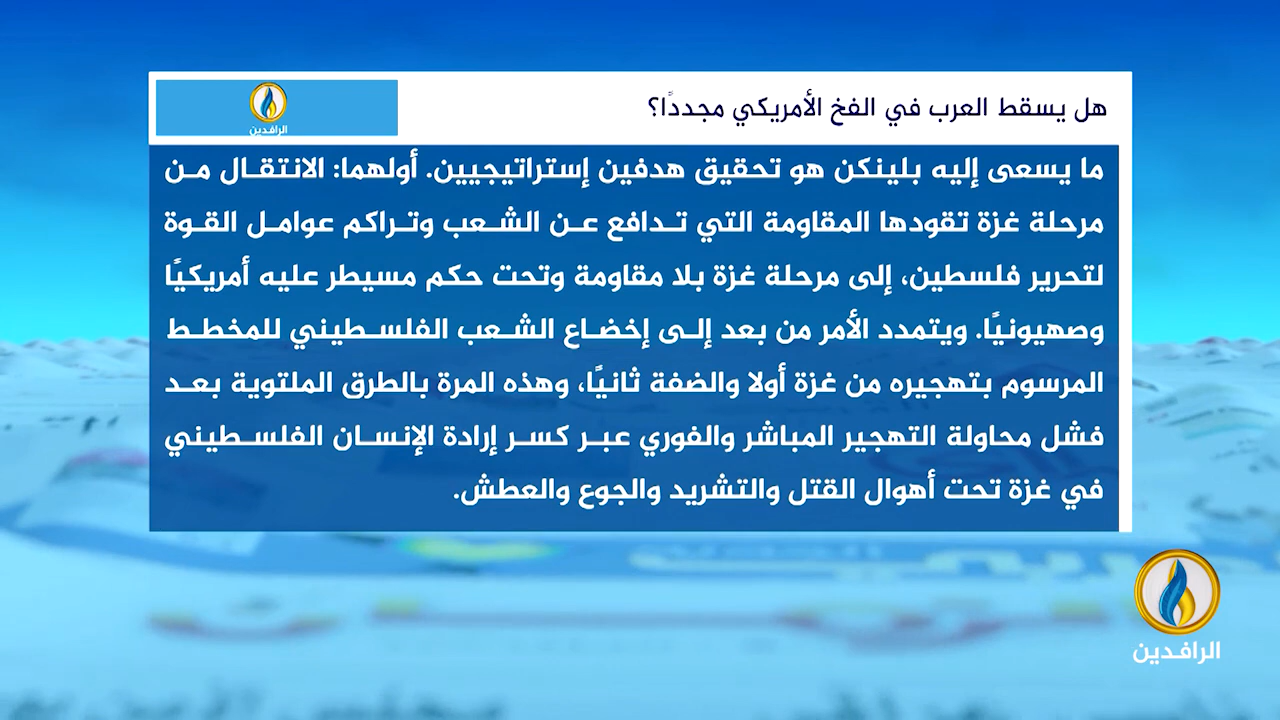 هل يسقط العرب في الفخ الأمريكي مجددًا؟
الرافدين
ما يسعى إليه بلينكن هو تحقيق هدفين إستراتيجيين. أولهما: الانتقال من
مرحلة غزة تقودها المقاومة التي تدافع عن الشعب وتراكم عوامل القوة
لتحرير فلسطين، إلى مرحلة غزة بلا مقاومة وتحت حكم مسيطر عليه أمريكيًا
وصهيونيًا. ويتمدد الأمر من بعد إلى إخضاع الشعب الفلسطيني للمخطط
المرسوم بتهجيره من غزة أولا والضفة ثانيًا، وهذه المرة بالطرق الملتوية بعد
فشل محاولة التهجير المباشر والفوري عبر كسر إرادة الإنسان الفلسطيني
في غزة تحت أهوال القتل والتشريد والجوع والعطش.
الرافدين